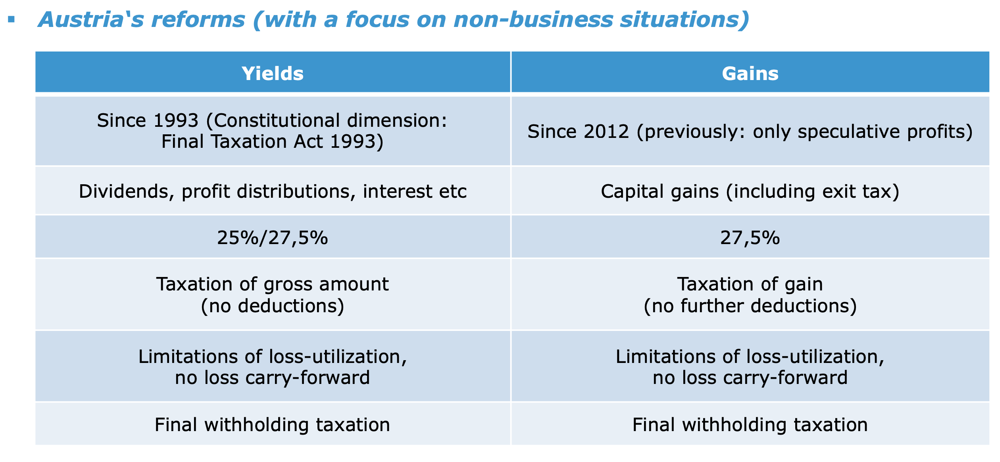 ▪ Austria‘s reforms (with a focus on non-business situations)
Yields
Gains
Since 1993 (Constitutional dimension:
Final Taxation Act 1993)
Since 2012 (previously: only speculative profits)
Dividends, profit distributions, interest etc
Capital gains (including exit tax)
25%/27,5%
27,5%
Taxation of gross amount
(no deductions)
Taxation of gain
(no further deductions)
Limitations of loss-utilization,
no loss carry-forward
Limitations of loss-utilization,
no loss carry-forward
Final withholding taxation
Final withholding taxation